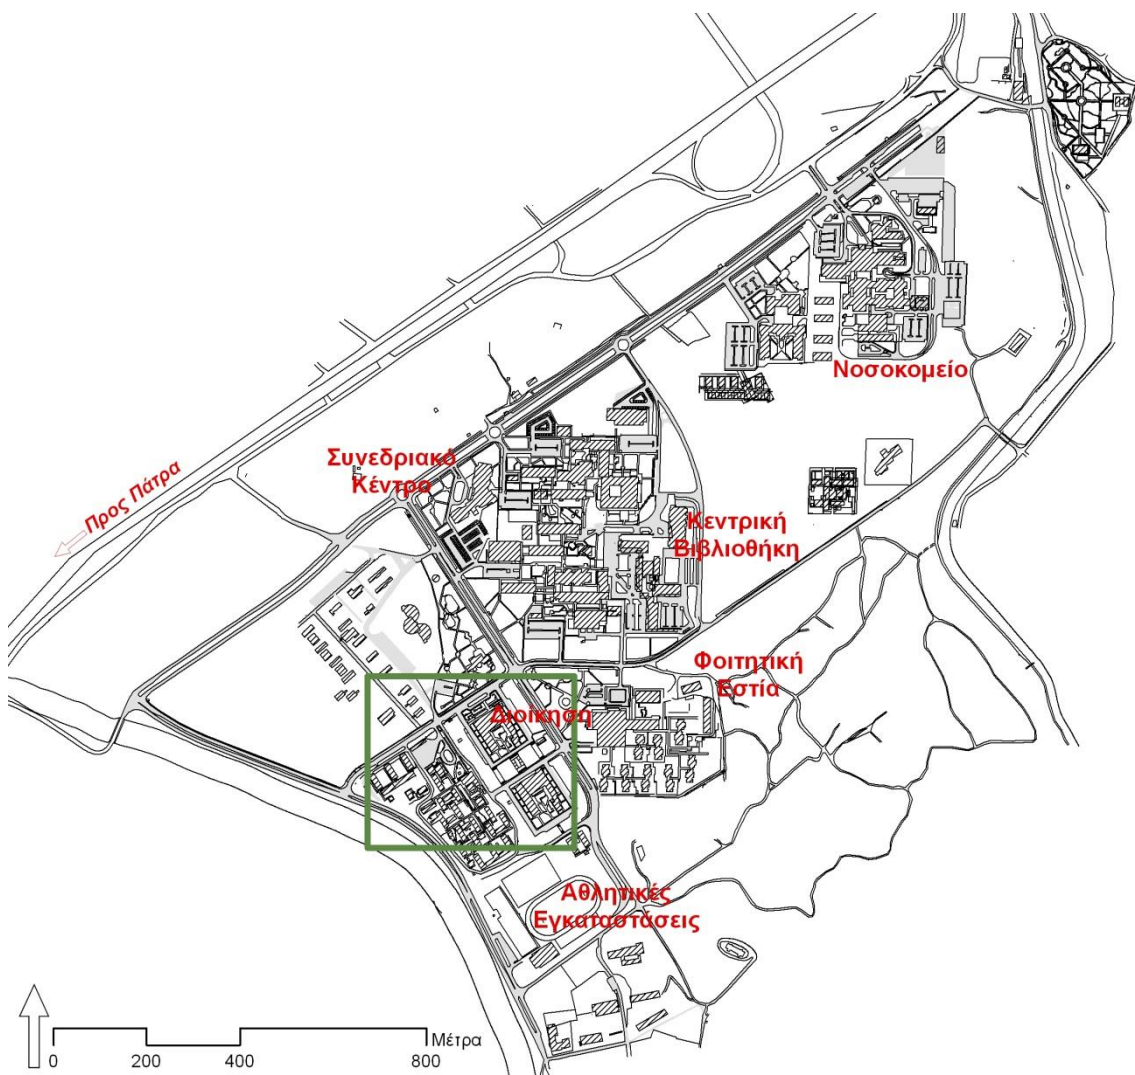 Νοσοκομείο
Συνεδριακό
Κέντρο
Προς Πάτρα
Κεντρική
Βιβλιοθήκη
Φοιτητική
Εστία
Διοίκηση
Αθλητικές
Εγκαταστάσεις
Μέτρα
0 200 400 800